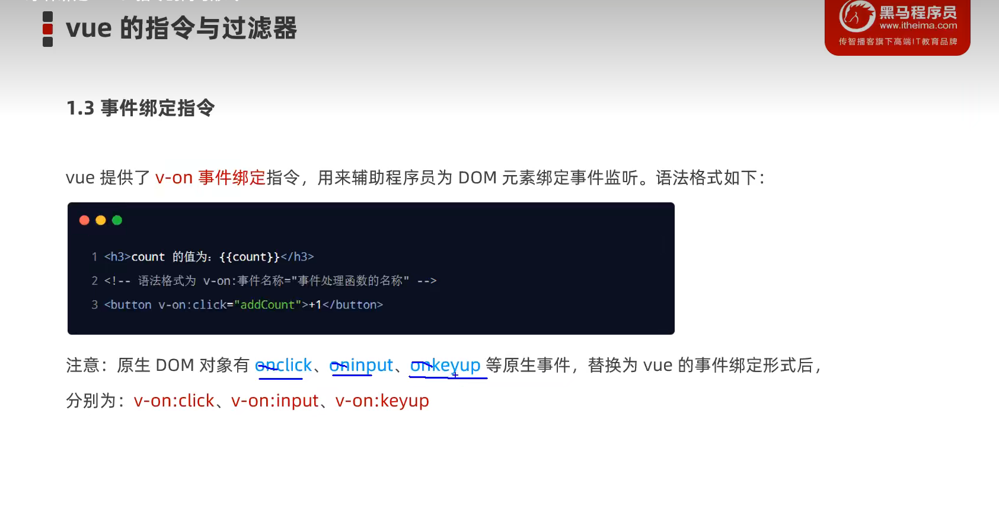 vue 的指令与过滤器
黑马程序员
www.itheima.com
传智播客旗下高端IT教育品牌
1.3 事件绑定指令
vue 提供了 v-on 事件绑定指令，用来辅助程序员为 DOM 元素绑定事件监听。语法格式如下：
1 <h3>count 的值为：{{count}}</h3>
2 <!-- 语法格式为 v-on:事件名称="事件处理函数的名称" -->
3 <button v-on:click="addCount">+1</button>
注意：原生 DOM 对象有 onclick、oninput、onkeyup 等原生事件，替换为 vue 的事件绑定形式后，
分别为：v-on:click、v-on:input、v-on:keyup